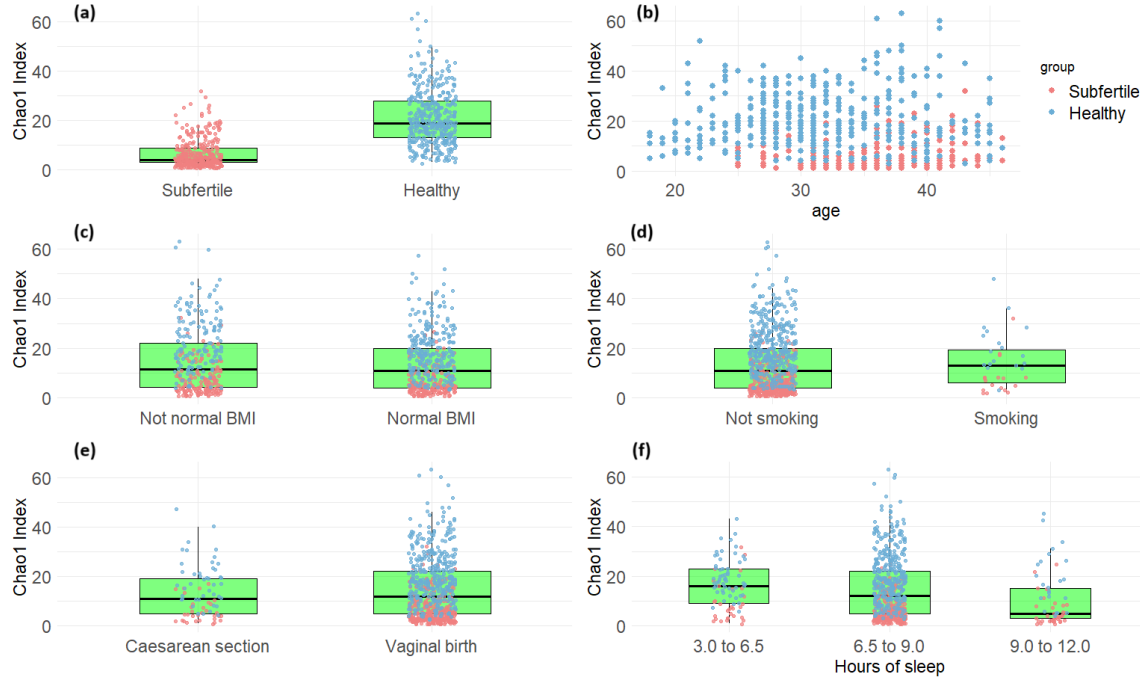 (a)
Chao1 Index
60
40
20
0
Subfertile Healthy
(b)
Chao1 Index
60
40
20
0
20 30 40
age
group
Subfertile
Healthy
(c)
Chao1 Index
60
40
20
0
Not normal BMI Normal BMI
(d)
Chao1 Index
60
40
20
0
Not smoking Smoking
(e)
Chao1 Index
60
40
20
0
Caesarean section Vaginal birth
(f)
Chao1 Index
60
40
20
0
3.0 to 6.5 6.5 to 9.0 9.0 to 12.0
Hours of sleep